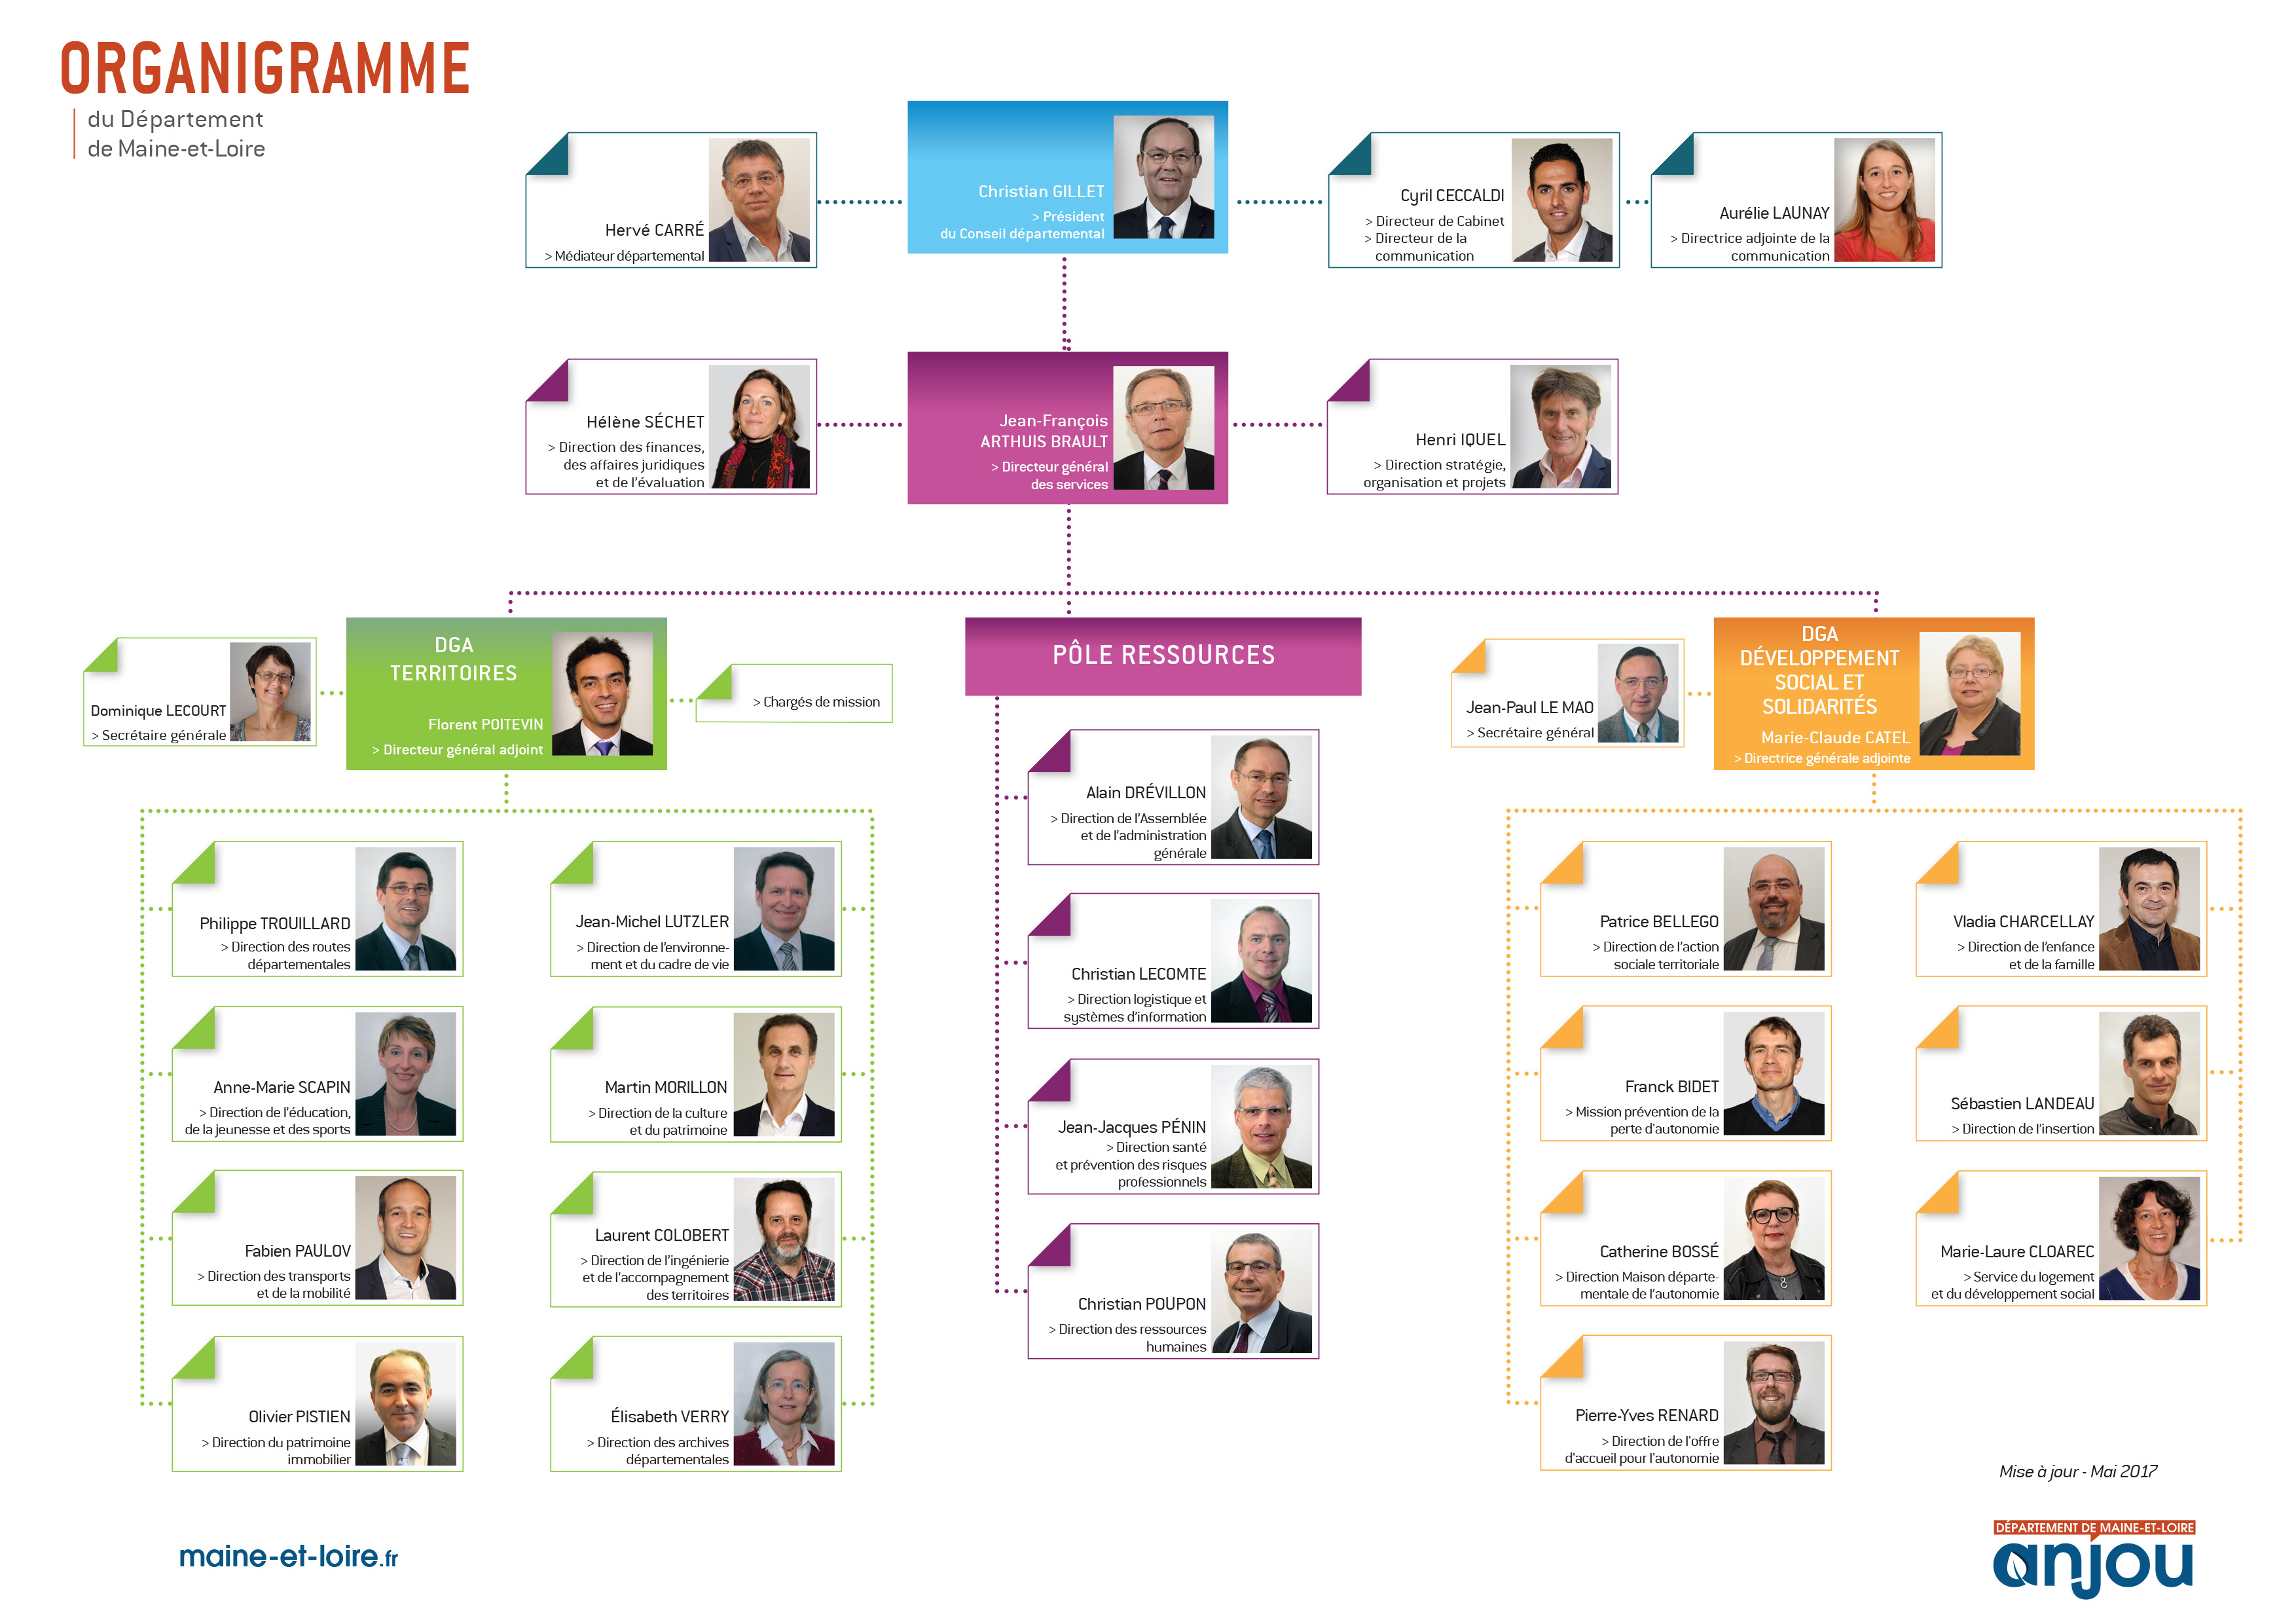 ORGANIGRAMME
du Département
de Maine-et-Loire
Hervé CARRÉ
> Médiateur départemental
Christian GILLET
> Président
du Conseil départemental
Cyril CECCALDI
> Directeur de Cabinet
> Directeur de la
communication
Aurélie LAUNAY
> Directrice adjointe de la
communication
Hélène SÉCHET
> Direction des finances,
des affaires juridiques
et de l'évaluation
Jean-François
ARTHUIS BRAULT
> Directeur général
des services
Henri IQUEL
> Direction stratégie,
organisation et projets
Dominique LECOURT
> Secrétaire générale
DGA
TERRITOIRES
Florent POITEVIN
> Directeur général adjoint
> Chargés de mission
PÔLE RESSOURCES
Jean-Paul LE MAO
> Secrétaire général
DGA
DÉVELOPPEMENT
SOCIAL ET
SOLIDARITÉS
Marie-Claude CATEL
> Directrice générale adjointe
Philippe TROUILLARD
> Direction des routes
départementales
Jean-Michel LUTZLER
> Direction de l'environne-
ment et du cadre de vie
Anne-Marie SCAPIN
> Direction de l'éducation,
de la jeunesse et des sports
Martin MORILLON
> Direction de la culture
et du patrimoine
Fabien PAULOV
> Direction des transports
et de la mobilité
Laurent COLOBERT
> Direction de l'ingénierie
et de l'accompagnement
des territoires
Olivier PISTIEN
> Direction du patrimoine
immobilier
Élisabeth VERRY
> Direction des archives
départementales
Alain DRÉVILLON
> Direction de l'Assemblée
et de l'administration
générale
Christian LECOMTE
> Direction logistique et
systèmes d'information
Jean-Jacques PÉNIN
> Direction santé
et prévention des risques
professionnels
Christian POUPON
> Direction des ressources
humaines
Patrice BELLEGO
> Direction de l'action
sociale territoriale
Vladia CHARCELLAY
> Direction de l'enfance
et de la famille
Franck BIDET
> Mission prévention de la
perte d'autonomie
Sébastien LANDEAU
> Direction de l'insertion
Catherine BOSSÉ
> Direction Maison départe-
mentale de l'autonomie
Marie-Laure CLOAREC
> Service du logement
et du développement social
Pierre-Yves RENARD
> Direction de l'offre
d'accueil pour l'autonomie
Mise à jour - Mai 2017
maine-et-loire.fr
DÉPARTEMENT DE MAINE-ET-LOIRE
anjou